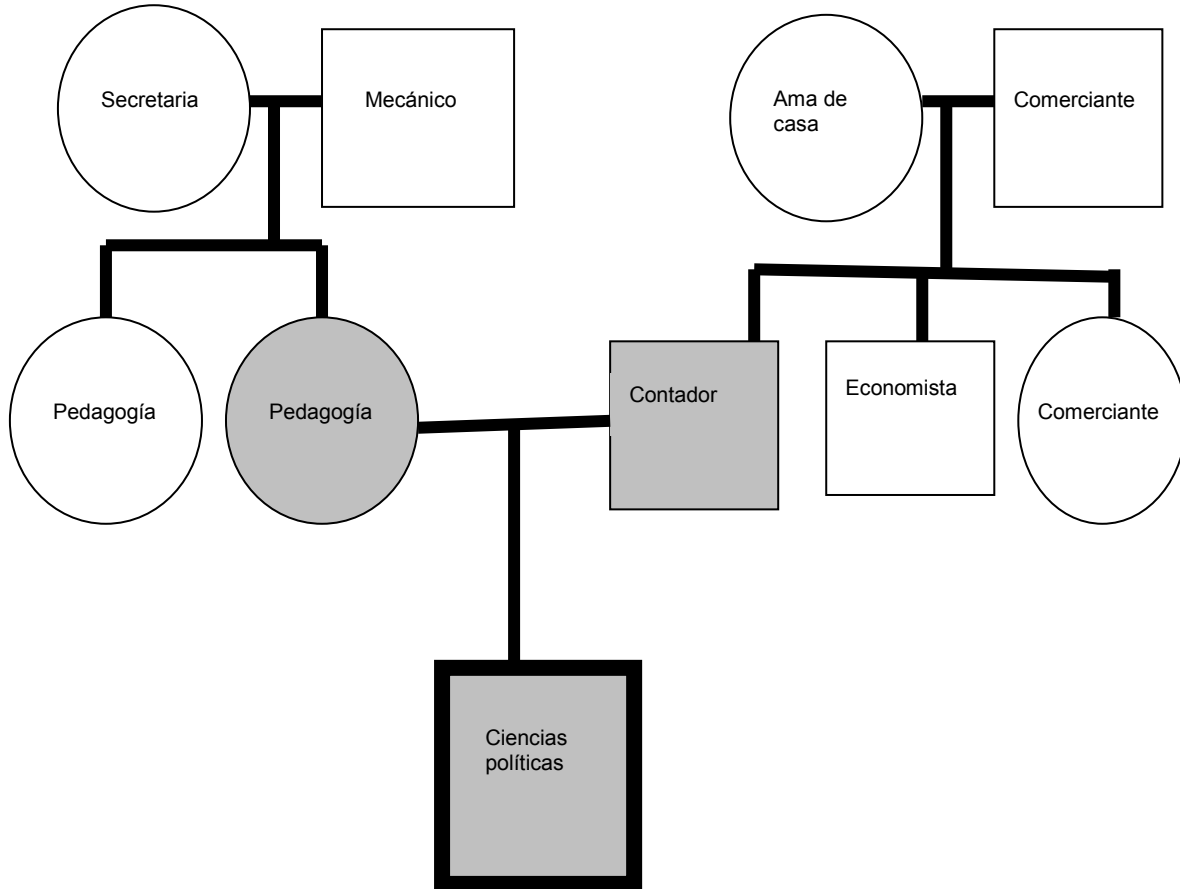 Secretaria
Mecánico
Ama de
casa
Comerciante
Pedagogía
Pedagogía
Contador
Economista
Comerciante
Ciencias
políticas